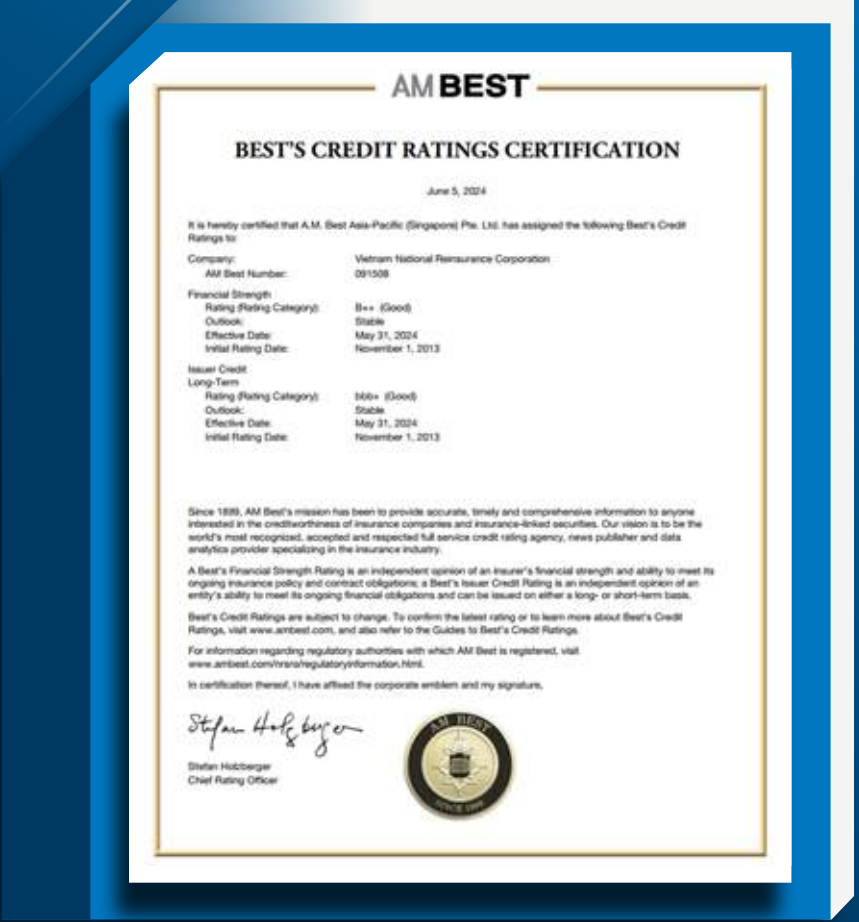 AM BEST
BEST'S CREDIT RATINGS CERTIFICATION
June 5, 2024
It is hereby certified that A.M. Best Asia-Pacific (Singapore) Pte. Ltd. has assigned the following Best's Credit
Ratings to:
Company: Vietnam National Reinsurance Corporation
AM Best Number: 091508
Financial Strength
Rating (Rating Category): B++ (Good)
Outlook: Stable
Effective Date: May 31, 2024
Initial Rating Date: November 1, 2013
Issuer Credit
Long-Term
Rating (Rating Category): bbb+ (Good)
Outlook: Stable
Effective Date: May 31, 2024
Initial Rating Date: November 1, 2013
Since 1899, AM Best's mission has been to provide accurate, timely and comprehensive information to anyone
interested in the creditworthiness of insurance companies and insurance-linked securities. Our vision is to be the
world's most recognized, accepted and respected full service credit rating agency, news publisher and data
analytics provider specializing in the insurance industry.
A Best's Financial Strength Rating is an independent opinion of an insurer's financial strength and ability to meet its
ongoing insurance policy and contract obligations; a Best's Issuer Credit Rating is an independent opinion of an
entity's ability to meet its ongoing financial obligations and can be issued on either a long- or short-term basis.
Best's Credit Ratings are subject to change. To confirm the latest rating or to learn more about Best's Credit
Ratings, visit www.ambest.com, and also refer to the Guides to Best's Credit Ratings.
For information regarding regulatory authorities with which AM Best is registered, visit
www.ambest.com/nrsro/regulatoryinformation.html.
In certification thereof, I have affixed the corporate emblem and my signature,
Stefan Holzberger
Stefan Holzberger
Chief Rating Officer
AM BEST
SINCE 1899